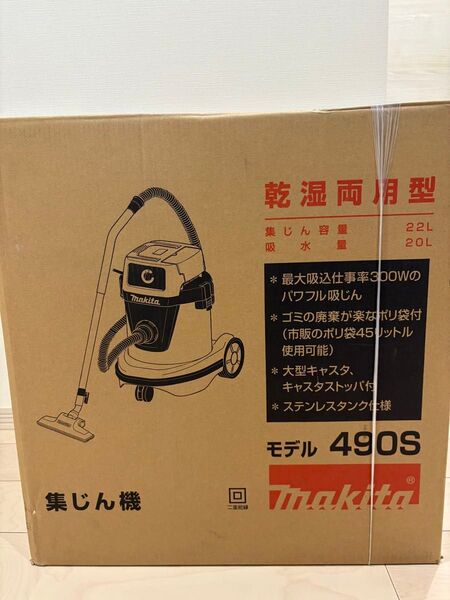 乾湿両用型
集じん容量 22L
吸水量 20L
* 最大吸込仕事率300Wの
パワフル吸じん
* ゴミの廃棄が楽なポリ袋付
(市販のポリ袋45リットル
使用可能)
* 大型キャスタ、
キャスタストッパ付
* ステンレスタンク仕様
モデル 490S
makita®
二重絶縁
集じん機
makita